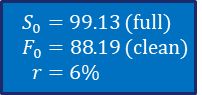 S₀ = 99.13 (full)
F₀ = 88.19 (clean)
r = 6%